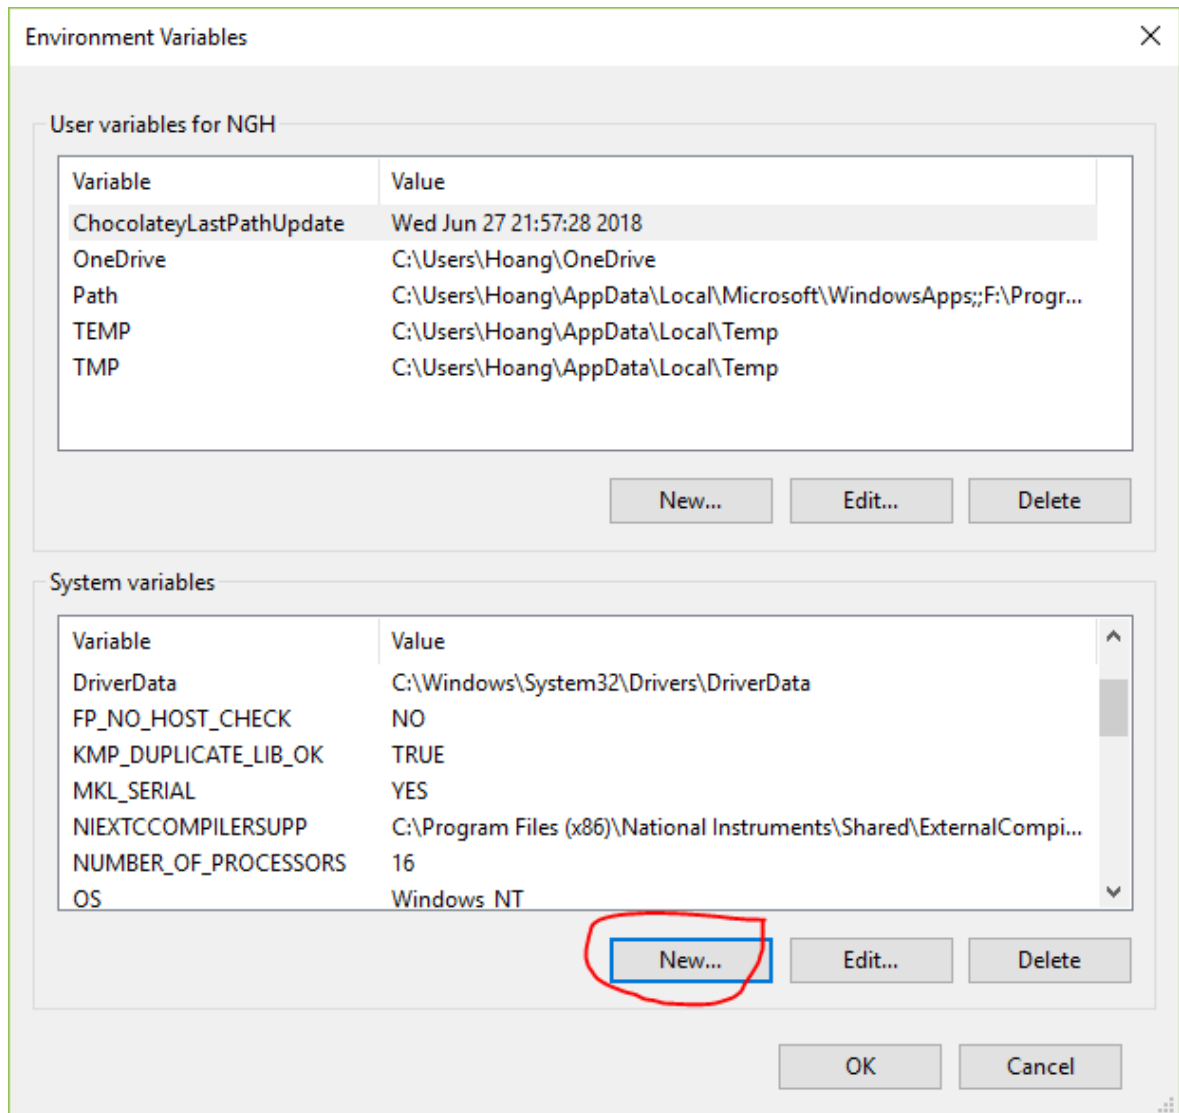 Environment Variables
User variables for NGH
Variable Value
ChocolateyLastPathUpdate Wed Jun 27 21:57:28 2018
OneDrive C:\Users\Hoang\OneDrive
Path C:\Users\Hoang\AppData\Local\Microsoft\WindowsApps;;F:\Progr...
TEMP C:\Users\Hoang\AppData\Local\Temp
TMP C:\Users\Hoang\AppData\Local\Temp
New... Edit... Delete
System variables
Variable Value
DriverData C:\Windows\System32\Drivers\DriverData
FP_NO_HOST_CHECK NO
KMP_DUPLICATE_LIB_OK TRUE
MKL_SERIAL YES
NIEXTCCOMPILERSUPP C:\Program Files (x86)\National Instruments\Shared\ExternalCompi...
NUMBER_OF_PROCESSORS 16
OS Windows_NT
New... Edit... Delete
OK Cancel